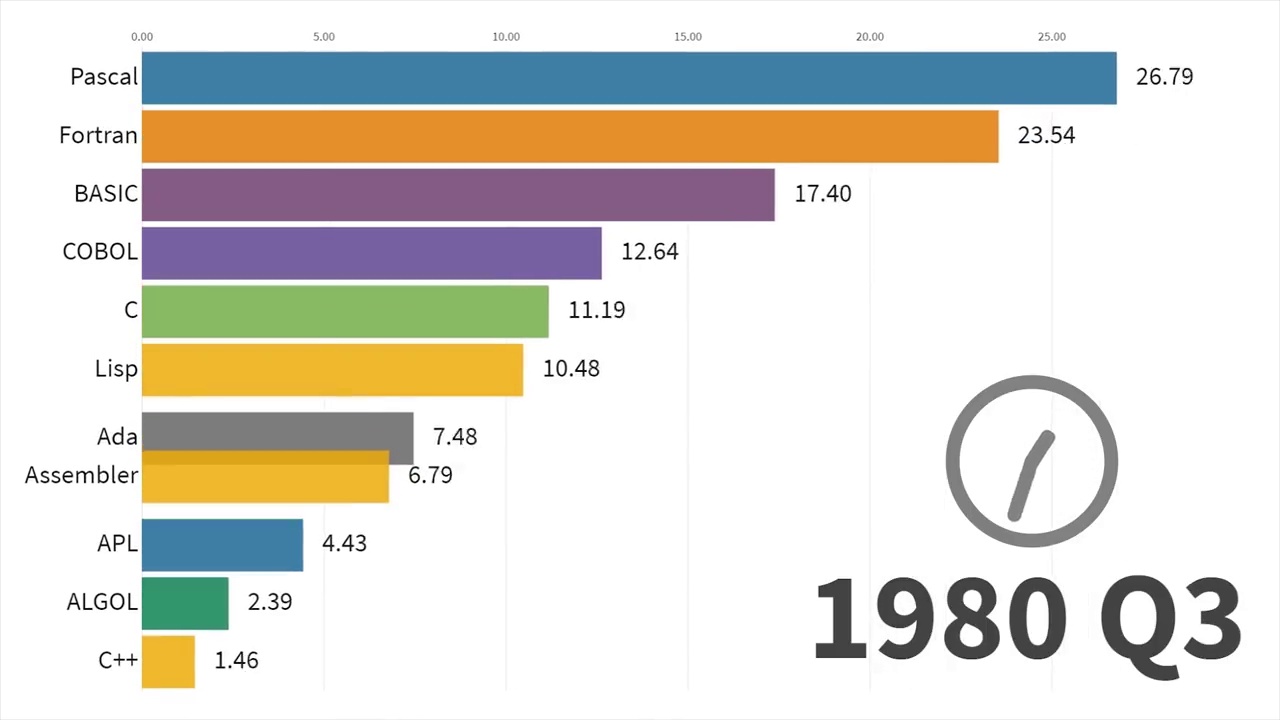 0.00 5.00 10.00 15.00 20.00 25.00
Pascal 26.79
Fortran 23.54
BASIC 17.40
COBOL 12.64
C 11.19
Lisp 10.48
Ada 7.48
Assembler 6.79
APL 4.43
ALGOL 2.39
C++ 1.46
1980 Q3